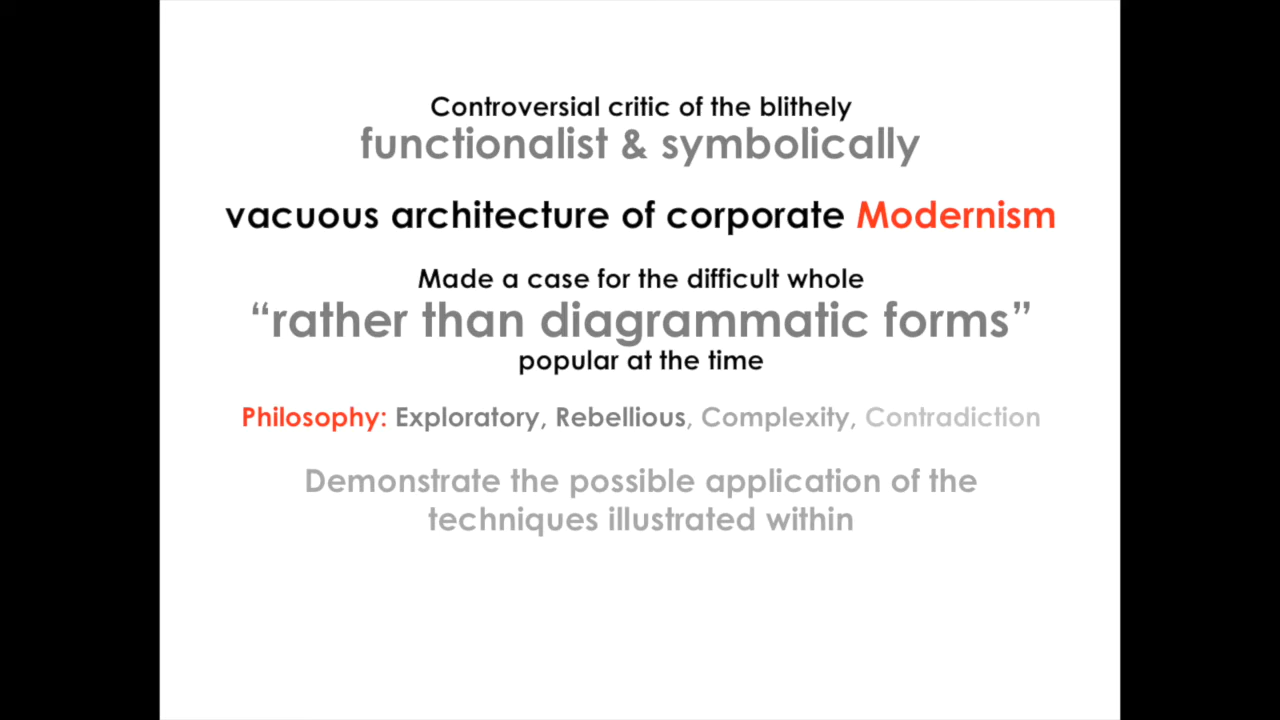 Controversial critic of the blithely
functionalist & symbolically
vacuous architecture of corporate Modernism
Made a case for the difficult whole
“rather than diagrammatic forms”
popular at the time
Philosophy: Exploratory, Rebellious, Complexity, Contradiction
Demonstrate the possible application of the
techniques illustrated within